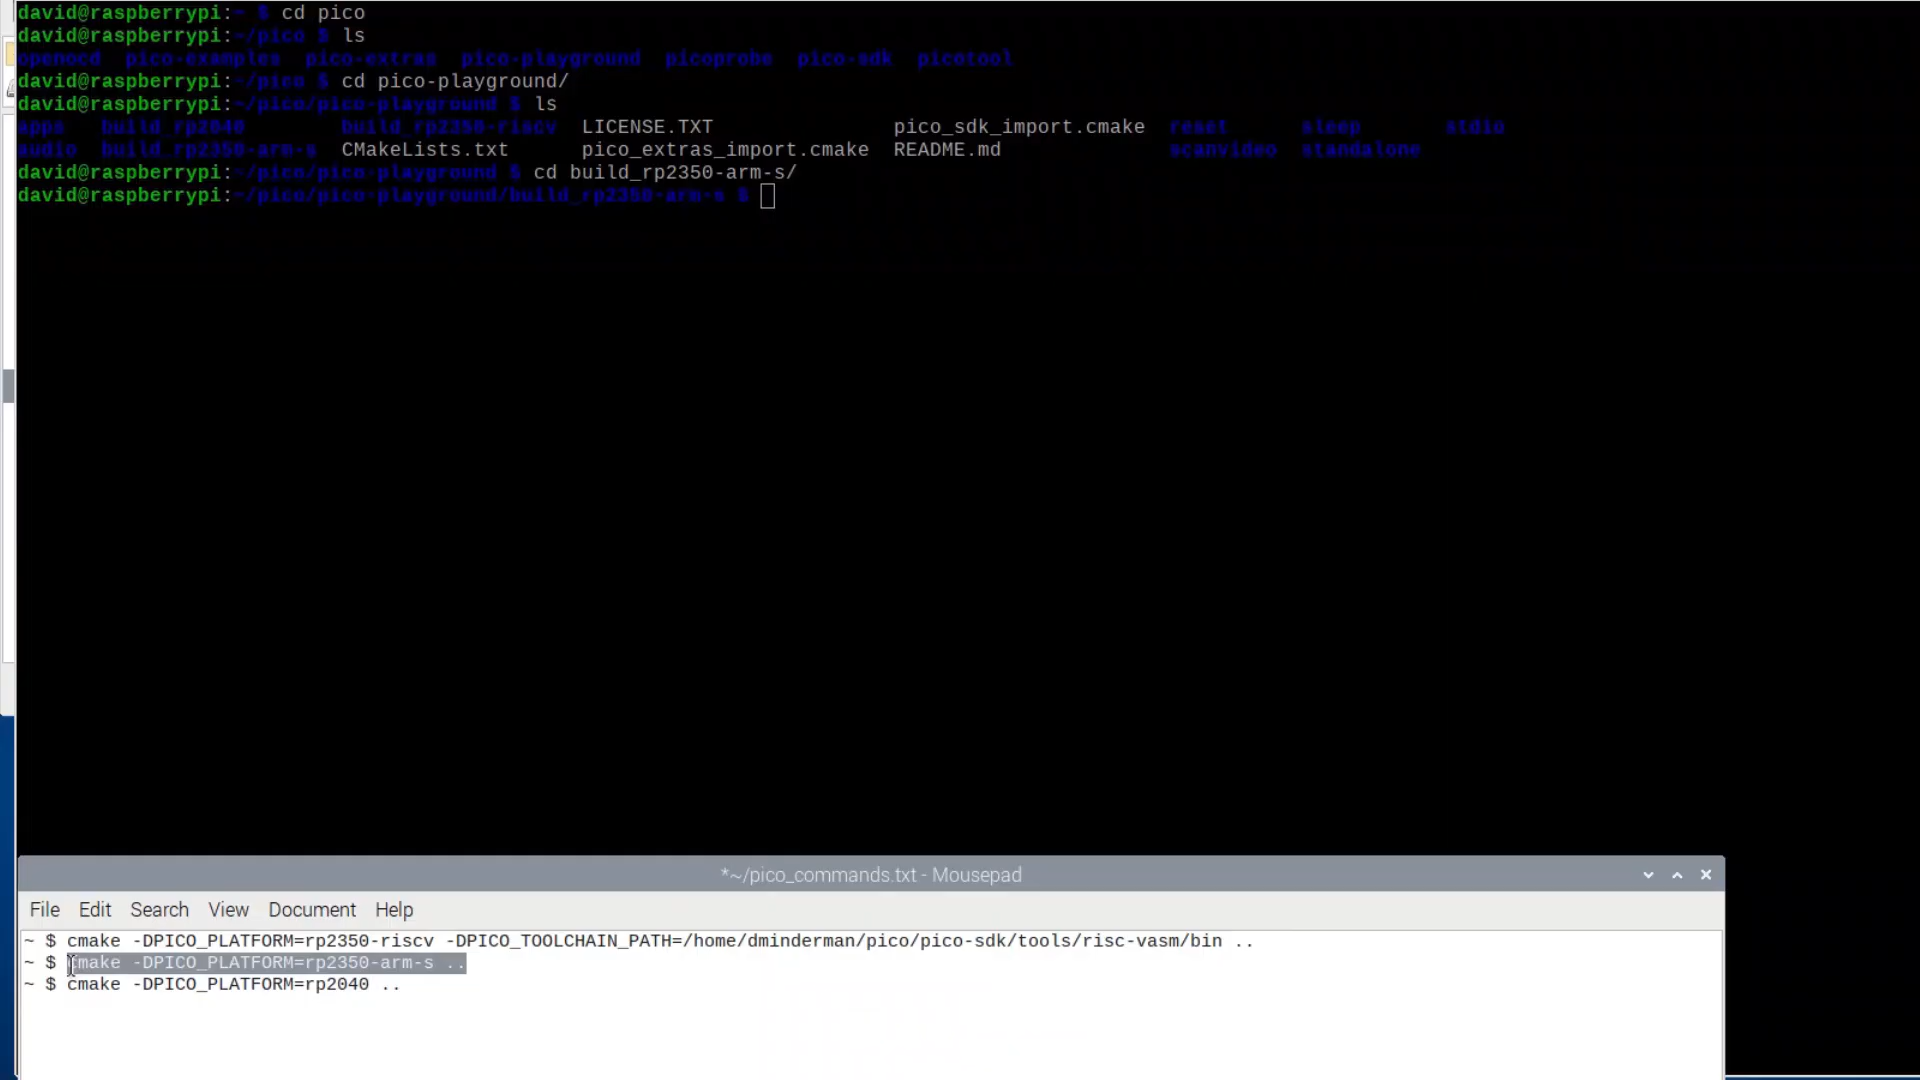 david@raspberrypi:~ $ cd pico
david@raspberrypi:~/pico $ ls
openocd pico-examples pico-extras pico-playground picoprobe pico-sdk picotool
david@raspberrypi:~/pico $ cd pico-playground/
david@raspberrypi:~/pico/pico-playground $ ls
apps build_rp2040 build_rp2350-riscv LICENSE.TXT pico_sdk_import.cmake reset sleep stdio
audio build_rp2350-arm-s CMakeLists.txt pico_extras_import.cmake README.md scanvideo standalone
david@raspberrypi:~/pico/pico-playground $ cd build_rp2350-arm-s/
david@raspberrypi:~/pico/pico-playground/build_rp2350-arm-s $
*~/pico_commands.txt - Mousepad
File Edit Search View Document Help
~ $ cmake -DPICO_PLATFORM=rp2350-riscv -DPICO_TOOLCHAIN_PATH=/home/dminderman/pico/pico-sdk/tools/risc-vasm/bin ..
~ $ cmake -DPICO_PLATFORM=rp2350-arm-s ..
~ $ cmake -DPICO_PLATFORM=rp2040 ..